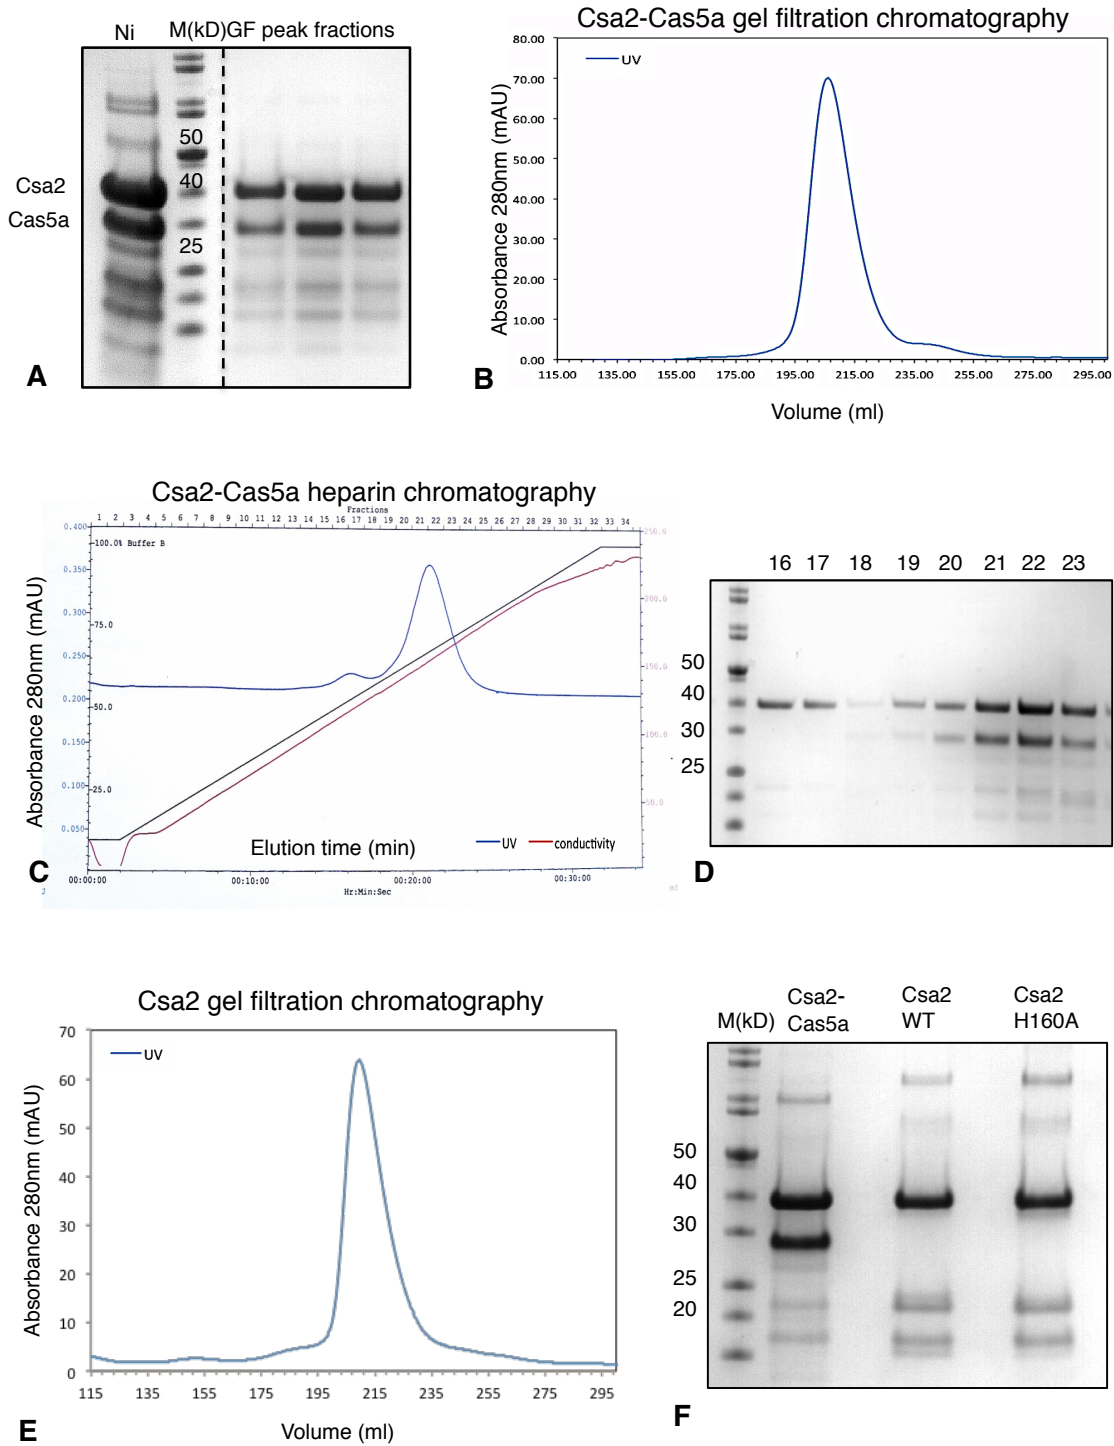 Ni M(kD) GF peak fractions
50
40
25
Csa2
Cas5a
A
Csa2-Cas5a gel filtration chromatography
UV
Absorbance 280nm (mAU)
80.00
70.00
60.00
50.00
40.00
30.00
20.00
10.00
0.00
115.00 135.00 155.00 175.00 195.00 215.00 235.00 255.00 275.00 295.00
Volume (ml)
B
Csa2-Cas5a heparin chromatography
Fractions
1 2 3 4 5 6 7 8 9 10 11 12 13 14 15 16 17 18 19 20 21 22 23 24 25 26 27 28 29 30 31 32 33 34
Absorbance 280nm (mAU)
0.400
0.350
0.300
0.250
0.200
0.150
0.100
0.050
100.0% Buffer B
75.0
50.0
25.0
250.0
200.0
150.0
100.0
50.0
Elution time (min)
UV conductivity
00:00:00 00:10:00 00:20:00 00:30:00
Hr:Min:Sec
C
16 17 18 19 20 21 22 23
50
40
30
25
D
Csa2 gel filtration chromatography
UV
Absorbance 280nm (mAU)
70
60
50
40
30
20
10
0
115 135 155 175 195 215 235 255 275 295
Volume (ml)
E
M(kD)
Csa2-
Cas5a
Csa2
WT
Csa2
H160A
50
40
30
25
20
F